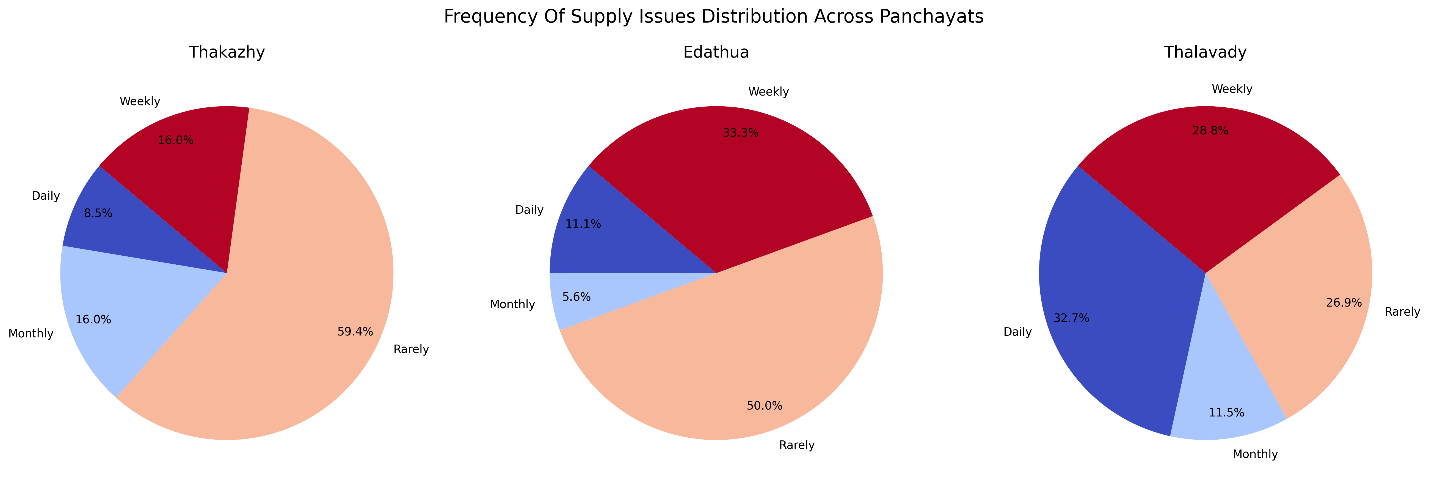 Frequency Of Supply Issues Distribution Across Panchayats
Thakazhy
Weekly
16.0%
Daily
8.5%
Monthly
16.0%
59.4%
Rarely
Edathua
Weekly
33.3%
Daily
11.1%
Monthly
5.6%
50.0%
Rarely
Thalavady
Weekly
28.8%
Daily
32.7%
26.9%
Rarely
11.5%
Monthly